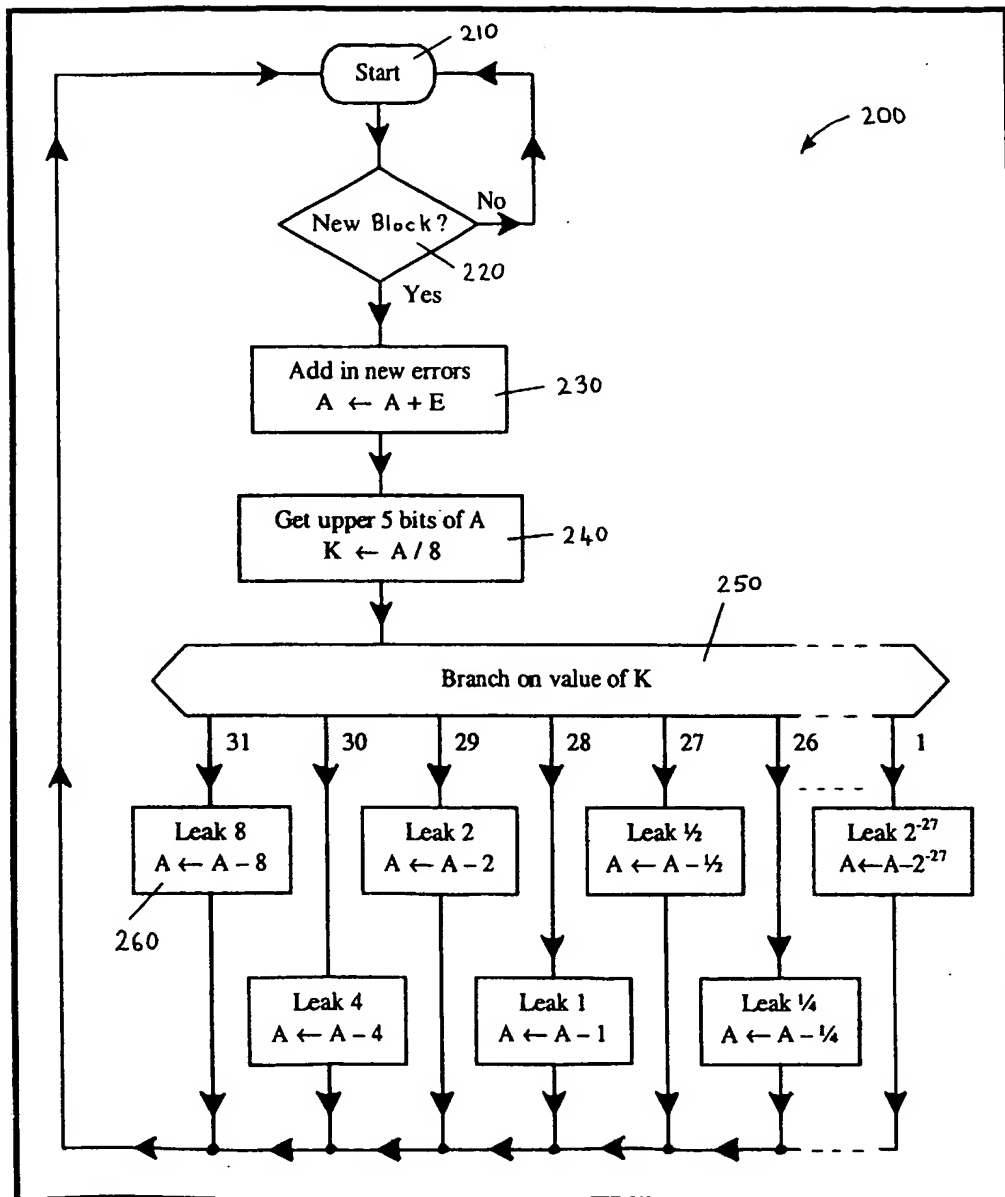 210
Start
200
No
New Block?
220
Yes
Add in new errors
A ← A + E
230
Get upper 5 bits of A
K ← A / 8
240
250
Branch on value of K
31
30
29
28
27
26
1
Leak 8
A ← A – 8
Leak 2
A ← A – 2
Leak ½
A ← A – ½
Leak 2⁻²⁷
A←A–2⁻²⁷
260
Leak 4
A ← A – 4
Leak 1
A ← A – 1
Leak ¼
A ← A – ¼